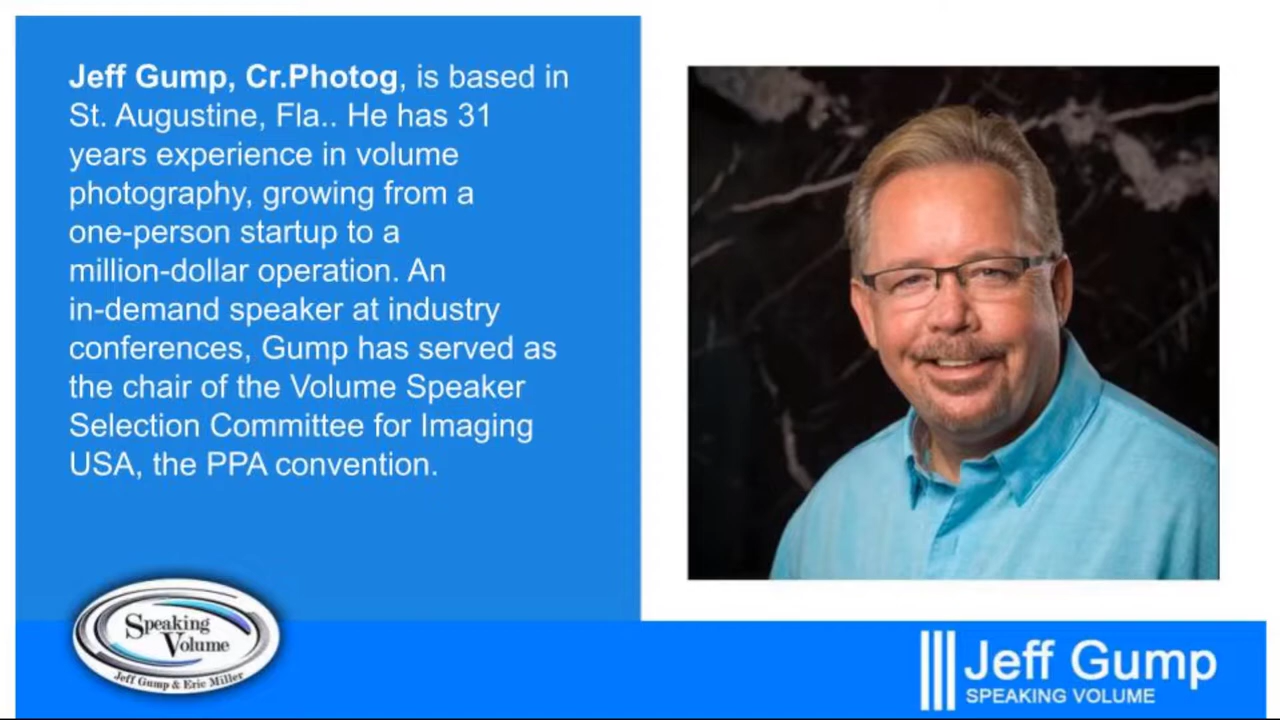 Jeff Gump, Cr.Photog, is based in
St. Augustine, Fla.. He has 31
years experience in volume
photography, growing from a
one-person startup to a
million-dollar operation. An
in-demand speaker at industry
conferences, Gump has served as
the chair of the Volume Speaker
Selection Committee for Imaging
USA, the PPA convention.
Speaking
Volume
Jeff Gump & Eric Miller
Jeff Gump
SPEAKING VOLUME